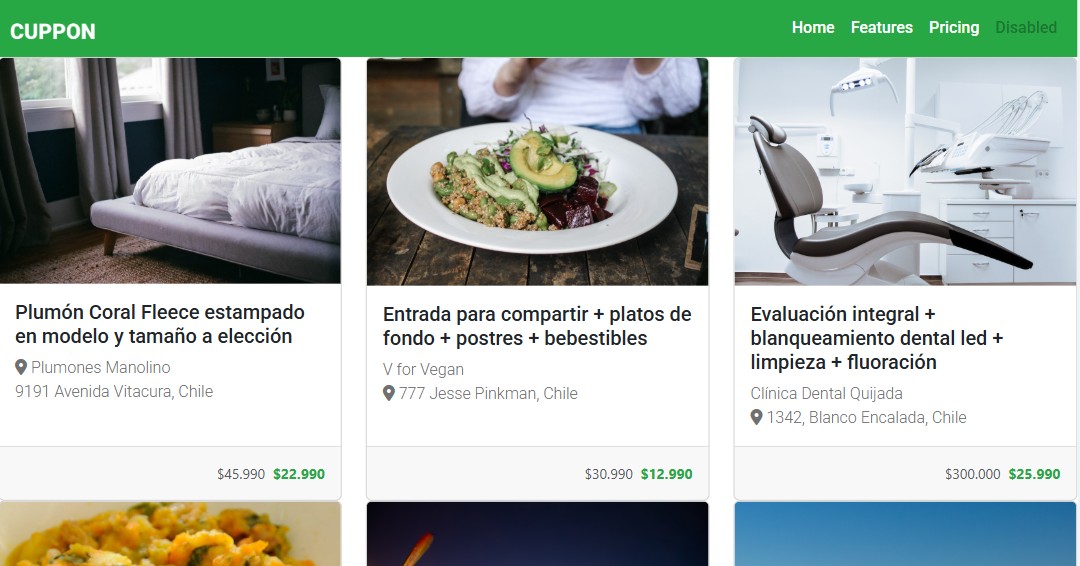 CUPPON
Home Features Pricing Disabled
Plumón Coral Fleece estampado
en modelo y tamaño a elección
Plumones Manolino
9191 Avenida Vitacura, Chile
$45.990 $22.990
Entrada para compartir + platos de
fondo + postres + bebestibles
V for Vegan
777 Jesse Pinkman, Chile
$30.990 $12.990
Evaluación integral +
blanqueamiento dental led +
limpieza + fluoración
Clínica Dental Quijada
1342, Blanco Encalada, Chile
$300.000 $25.990